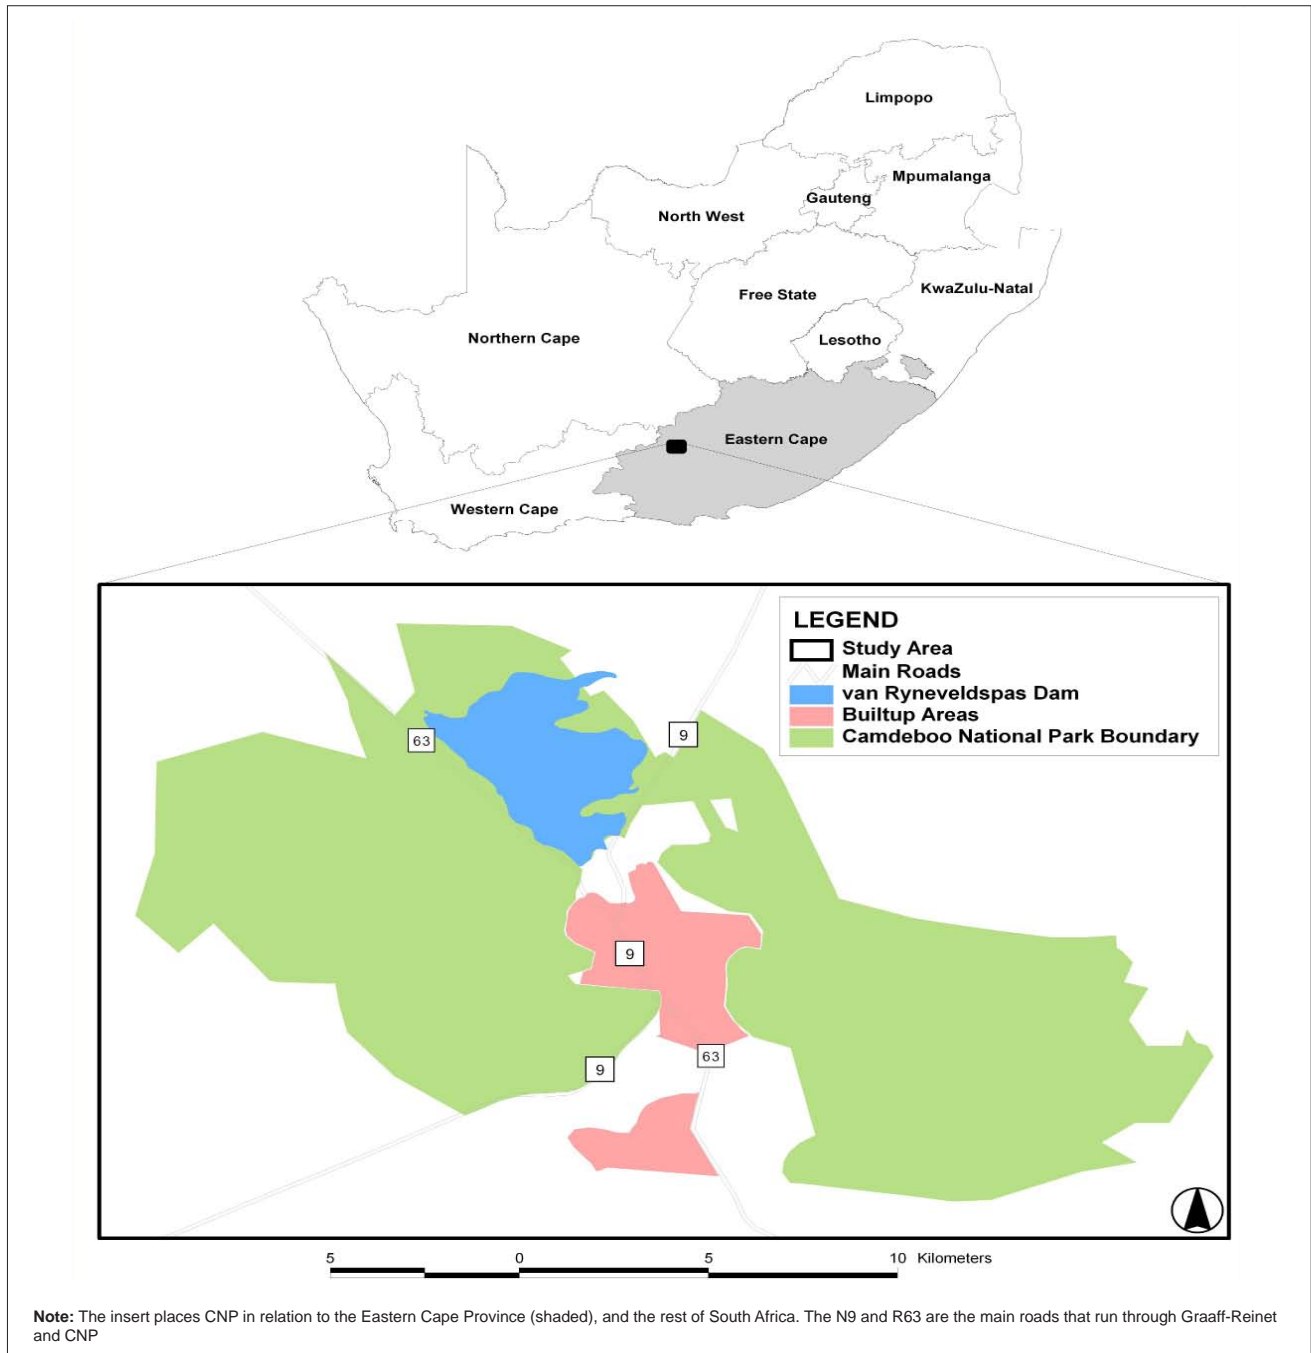 Limpopo
Mpumalanga
Gauteng
North West
KwaZulu-Natal
Free State
Lesotho
Northern Cape
Eastern Cape
Western Cape
LEGEND
Study Area
Main Roads
van Ryneveldspas Dam
Builtup Areas
Camdeboo National Park Boundary
9
63
9
63
9
5 0 5 10 Kilometers
Note: The insert places CNP in relation to the Eastern Cape Province (shaded), and the rest of South Africa. The N9 and R63 are the main roads that run through Graaff-Reinet
and CNP